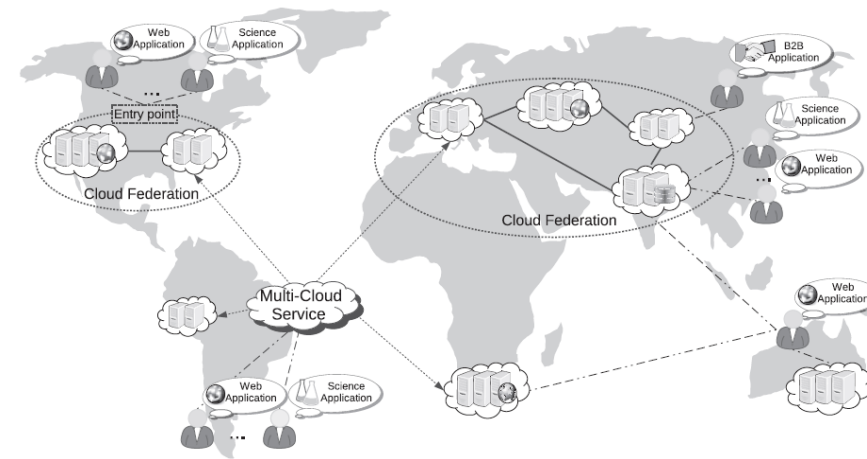 Web
Application
Science
Application
Entry point
Cloud Federation
B2B
Application
Science
Application
Web
Application
Cloud Federation
Multi-Cloud
Service
Web
Application
Web
Application
Science
Application